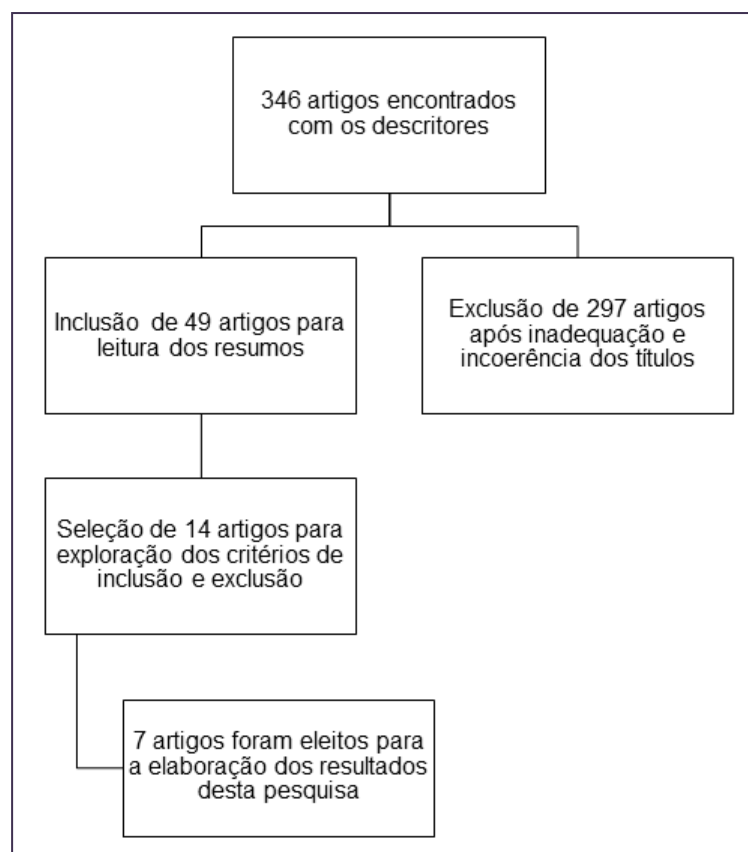 346 artigos encontrados
com os descritores
Inclusão de 49 artigos para
leitura dos resumos
Exclusão de 297 artigos
após inadequação e
incoerência dos títulos
Seleção de 14 artigos para
exploração dos critérios de
inclusão e exclusão
7 artigos foram eleitos para
a elaboração dos resultados
desta pesquisa